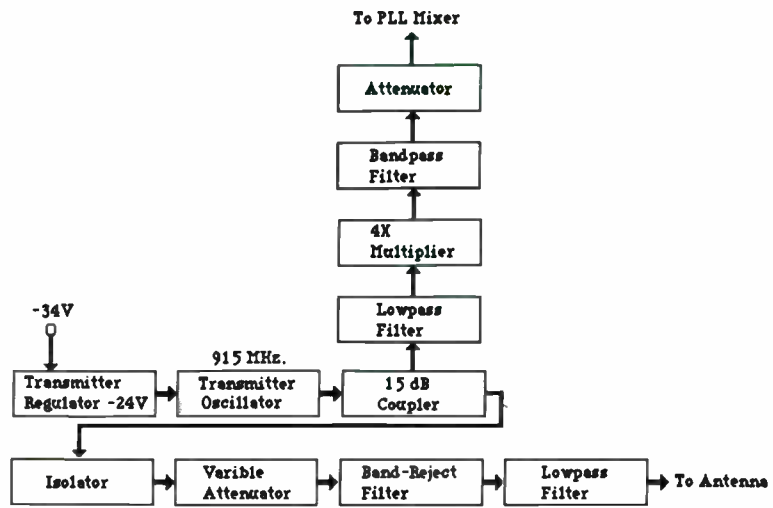 To PLL Mixer
Attenuator
Bandpass
Filter
4X
Multiplier
Lowpass
Filter
-34V
915 MHz.
Transmitter
Regulator -24V
Transmitter
Oscillator
15 dB
Coupler
Isolator
Varible
Attenuator
Band-Reject
Filter
Lowpass
Filter
To Antenna